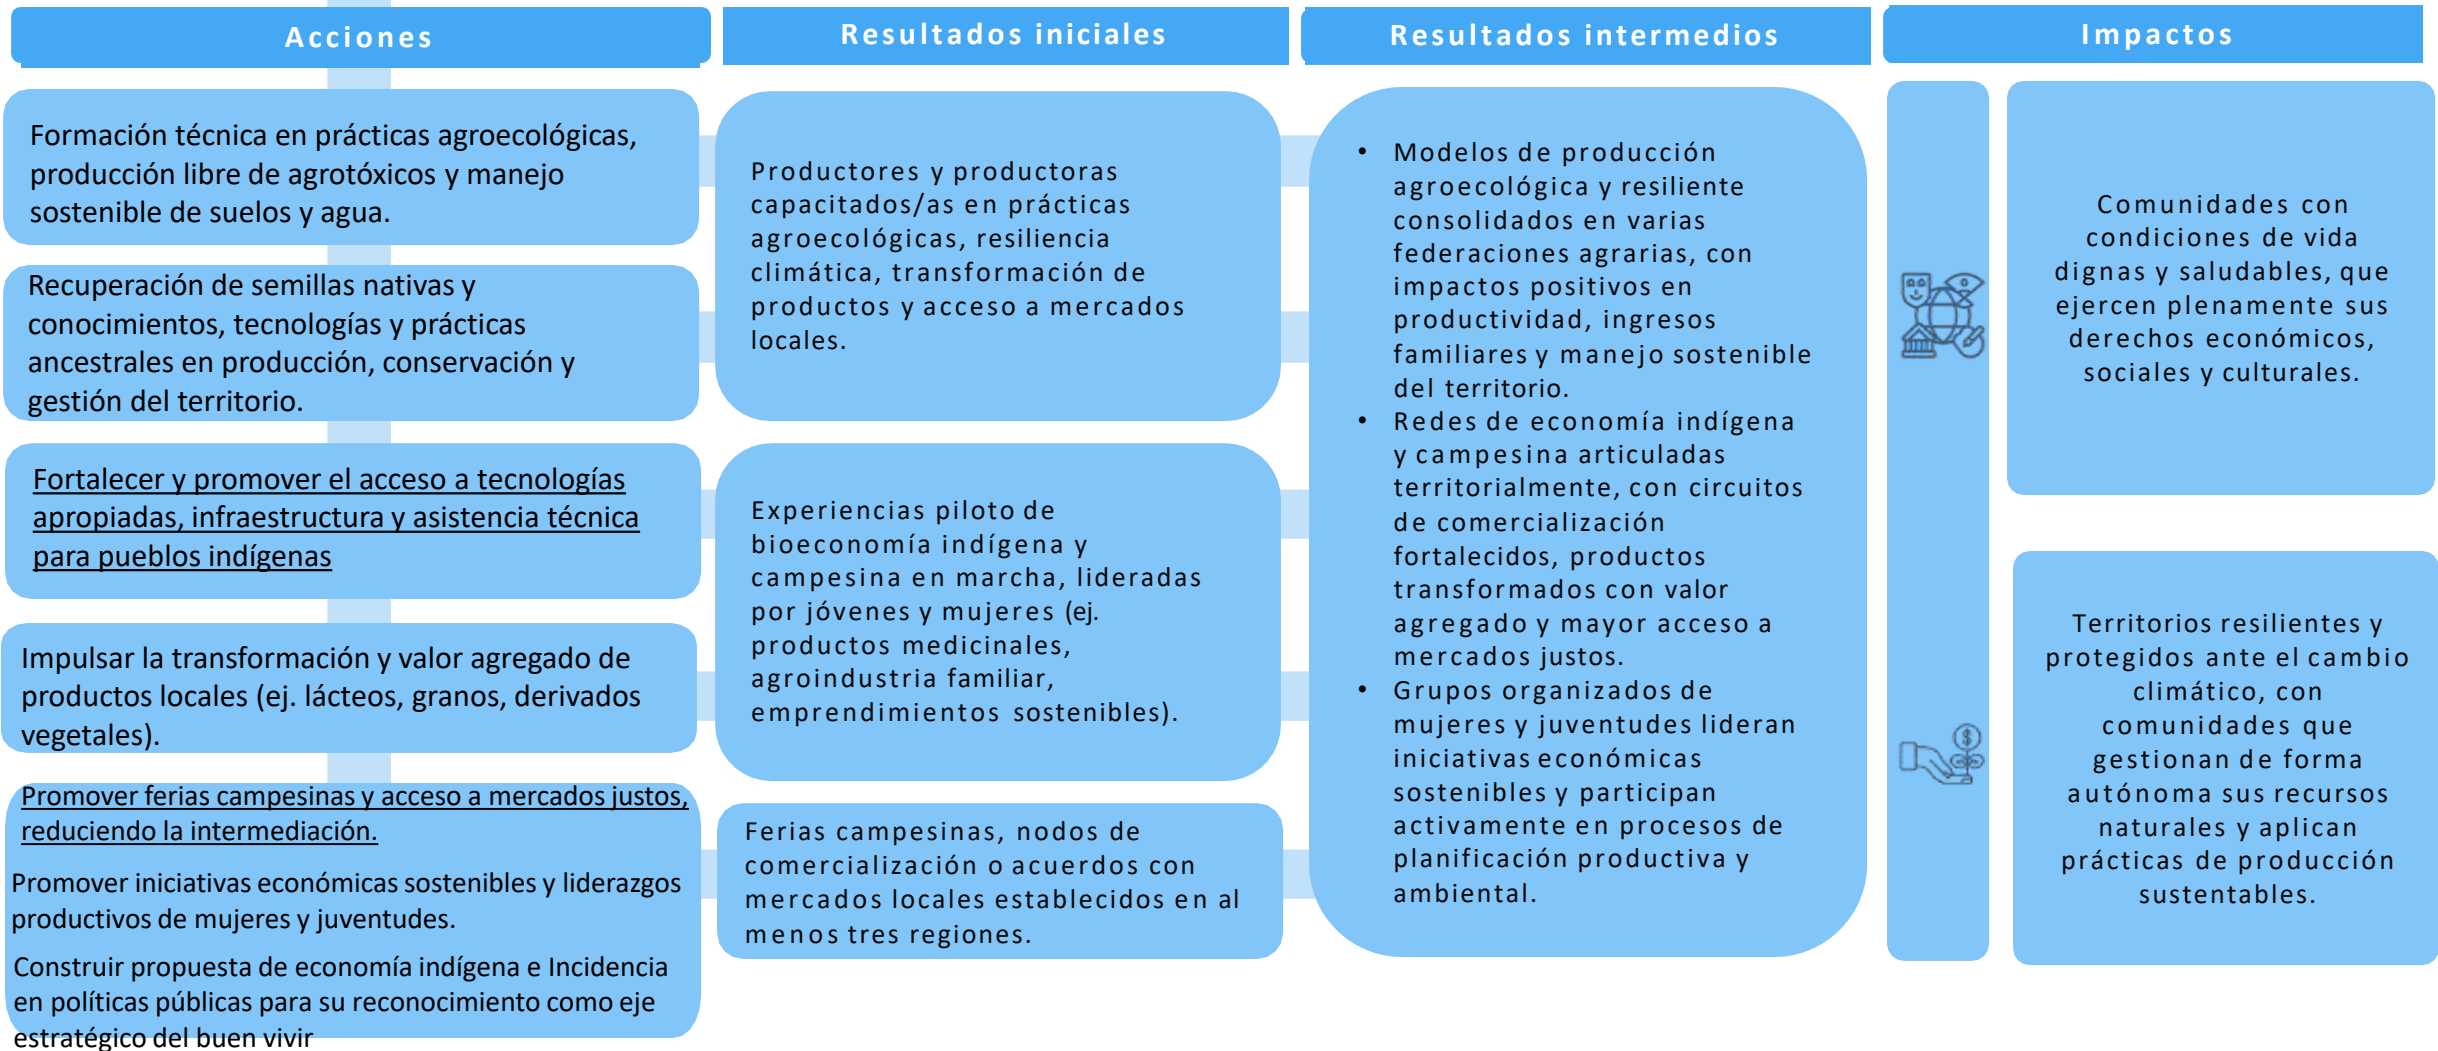 Acciones
Formación técnica en prácticas agroecológicas,
producción libre de agrotóxicos y manejo
sostenible de suelos y agua.
Recuperación de semillas nativas y
conocimientos, tecnologías y prácticas
ancestrales en producción, conservación y
gestión del territorio.
Fortalecer y promover el acceso a tecnologías
apropiadas, infraestructura y asistencia técnica
para pueblos indígenas
Impulsar la transformación y valor agregado de
productos locales (ej. lácteos, granos, derivados
vegetales).
Promover ferias campesinas y acceso a mercados justos,
reduciendo la intermediación.
Promover iniciativas económicas sostenibles y liderazgos
productivos de mujeres y juventudes.
Construir propuesta de economía indígena e Incidencia
en políticas públicas para su reconocimiento como eje
estratégico del buen vivir
Resultados iniciales
Productores y productoras
capacitados/as en prácticas
agroecológicas, resiliencia
climática, transformación de
productos y acceso a mercados
locales.
Experiencias piloto de
bioeconomía indígena y
campesina en marcha, lideradas
por jóvenes y mujeres (ej.
productos medicinales,
agroindustria familiar,
emprendimientos sostenibles).
Ferias campesinas, nodos de
comercialización o acuerdos con
mercados locales establecidos en al
menos tres regiones.
Resultados intermedios
• Modelos de producción
agroecológica y resiliente
consolidados en varias
federaciones agrarias, con
impactos positivos en
productividad, ingresos
familiares y manejo sostenible
del territorio.
• Redes de economía indígena
y campesina articuladas
territorialmente, con circuitos
de comercialización
fortalecidos, productos
transformados con valor
agregado y mayor acceso a
mercados justos.
• Grupos organizados de
mujeres y juventudes lideran
iniciativas económicas
sostenibles y participan
activamente en procesos de
planificación productiva y
ambiental.
Impactos
Comunidades con
condiciones de vida
dignas y saludables, que
ejercen plenamente sus
derechos económicos,
sociales y culturales.
Territorios resilientes y
protegidos ante el cambio
climático, con
comunidades que
gestionan de forma
autónoma sus recursos
naturales y aplican
prácticas de producción
sustentables.